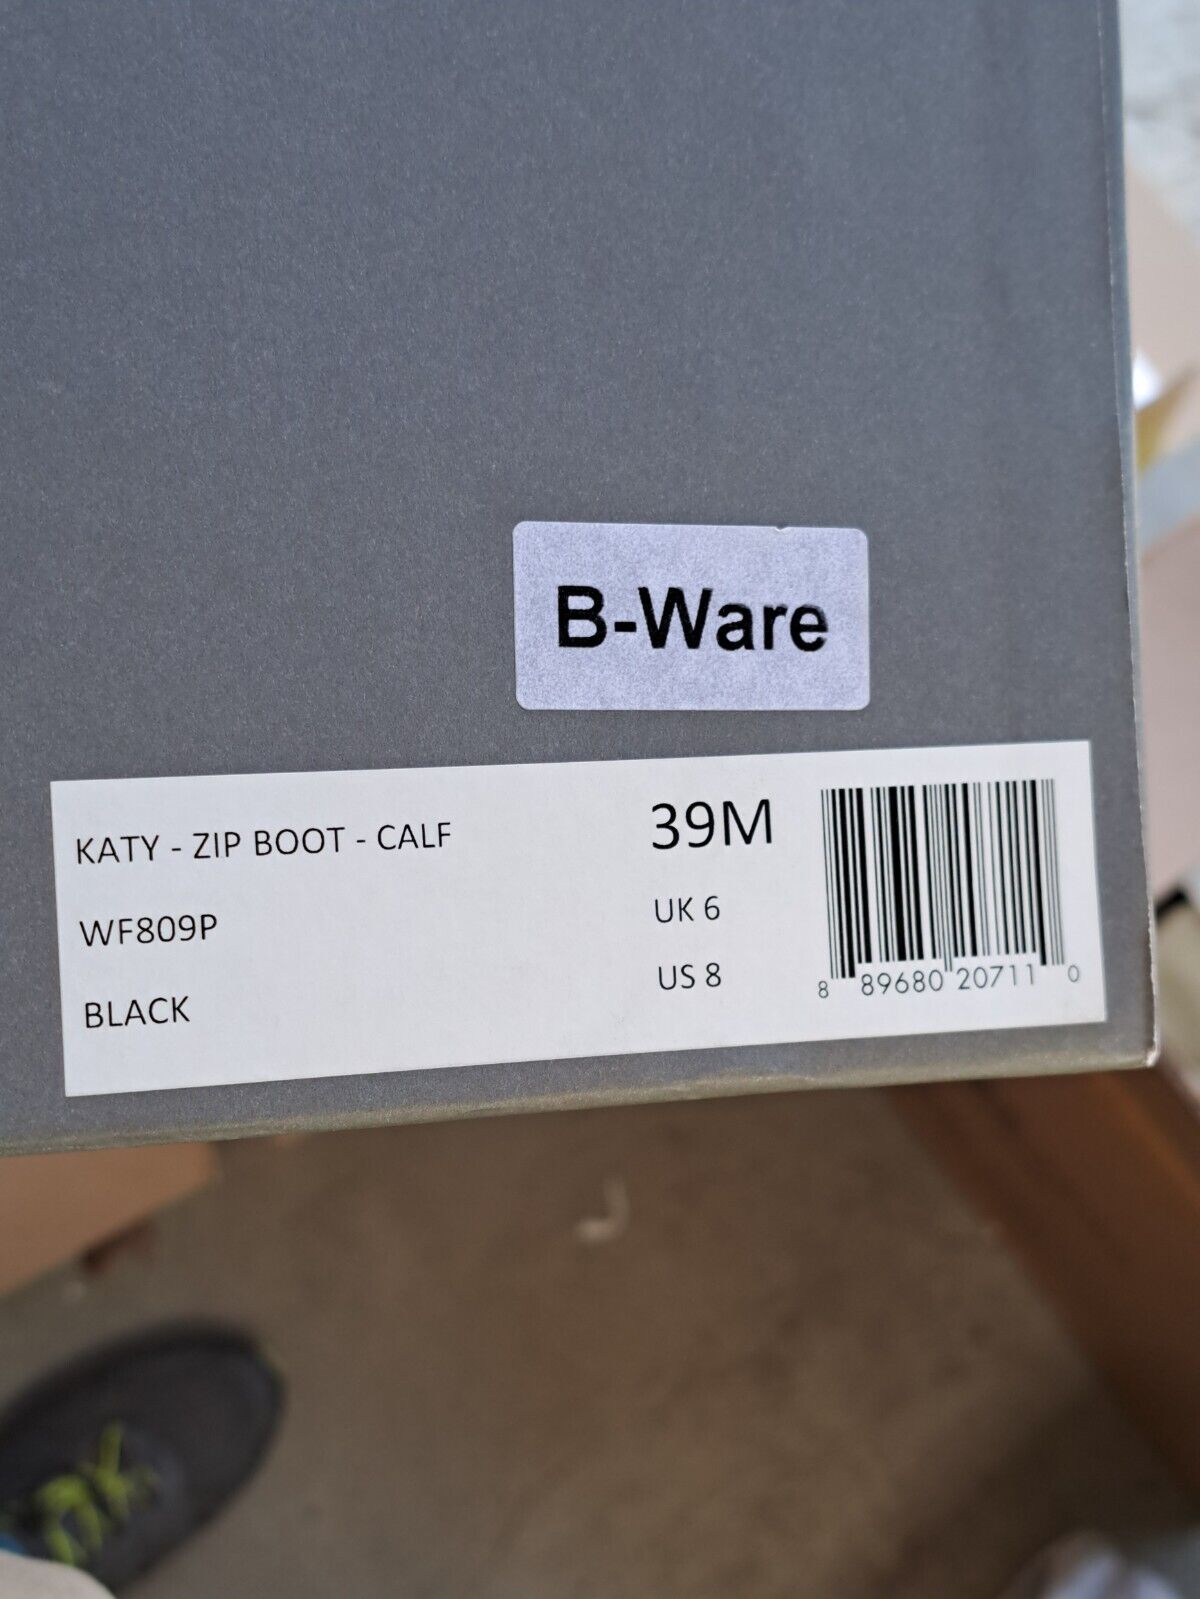 B-Ware
KATY - ZIP BOOT - CALF
WF809P
BLACK
39M
UK 6
US 8
8 89680 20711 0